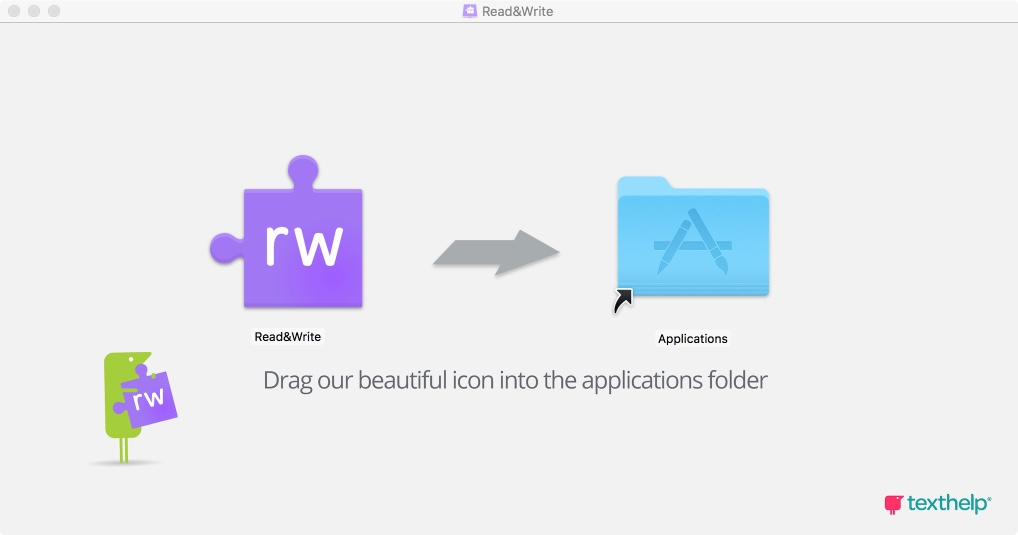 Read&Write
rw
Read&Write
Applications
Drag our beautiful icon into the applications folder
rw
texthelp®